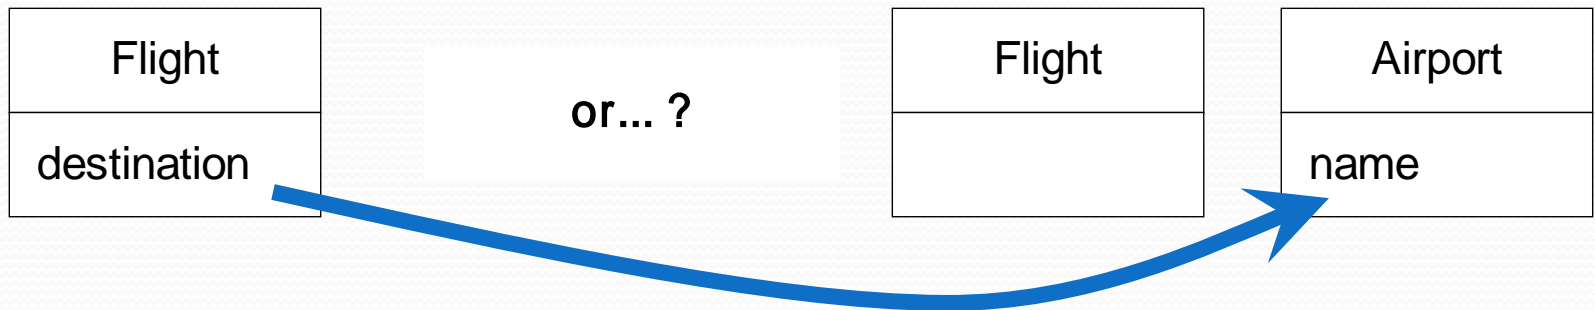 Flight
destination
or... ?
Flight
Airport
name